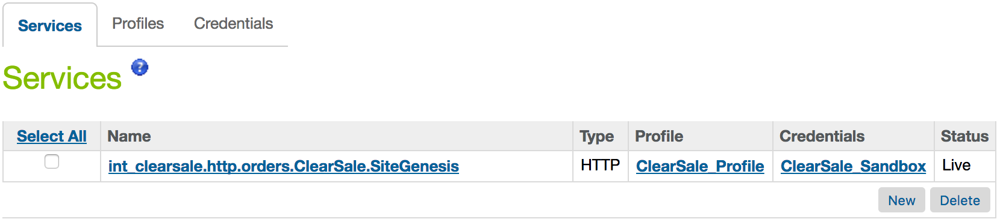 Services Profiles Credentials
Services ?
Select All Name Type Profile Credentials Status
int_clearsale.http.orders.ClearSale.SiteGenesis HTTP ClearSale_Profile ClearSale_Sandbox Live
New Delete